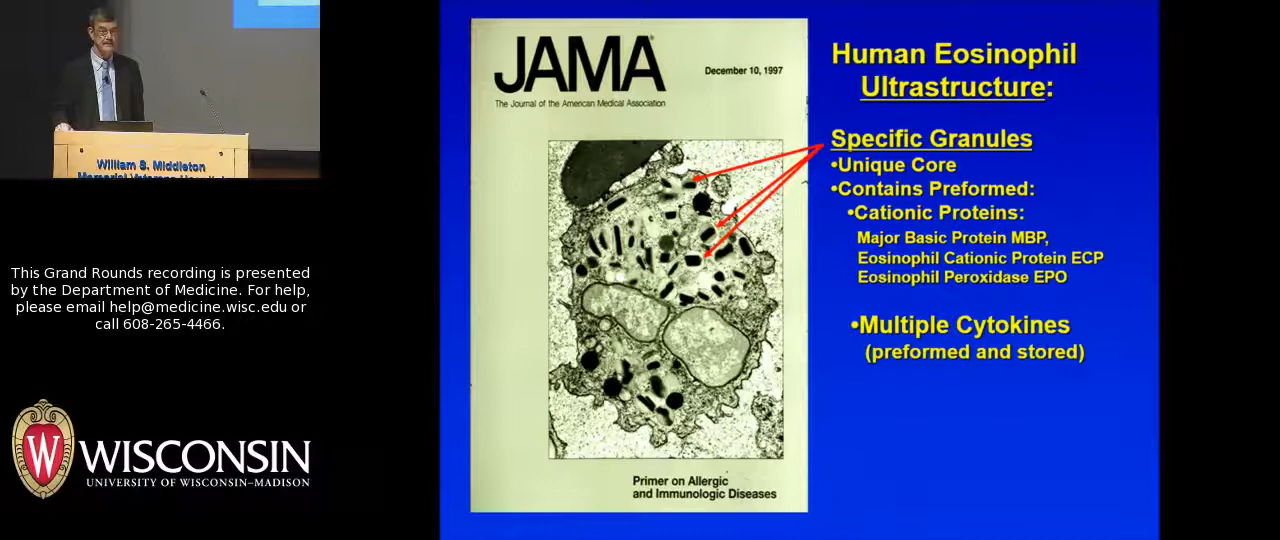 William S. Middleton
Memorial Veterans Hospital
This Grand Rounds recording is presented
by the Department of Medicine. For help,
please email help@medicine.wisc.edu or
call 608-265-4466.
WISCONSIN
UNIVERSITY OF WISCONSIN–MADISON
JAMA
December 10, 1997
The Journal of the American Medical Association
Primer on Allergic
and Immunologic Diseases
Human Eosinophil
Ultrastructure:
Specific Granules
•Unique Core
•Contains Preformed:
•Cationic Proteins:
Major Basic Protein MBP,
Eosinophil Cationic Protein ECP
Eosinophil Peroxidase EPO
•Multiple Cytokines
(preformed and stored)